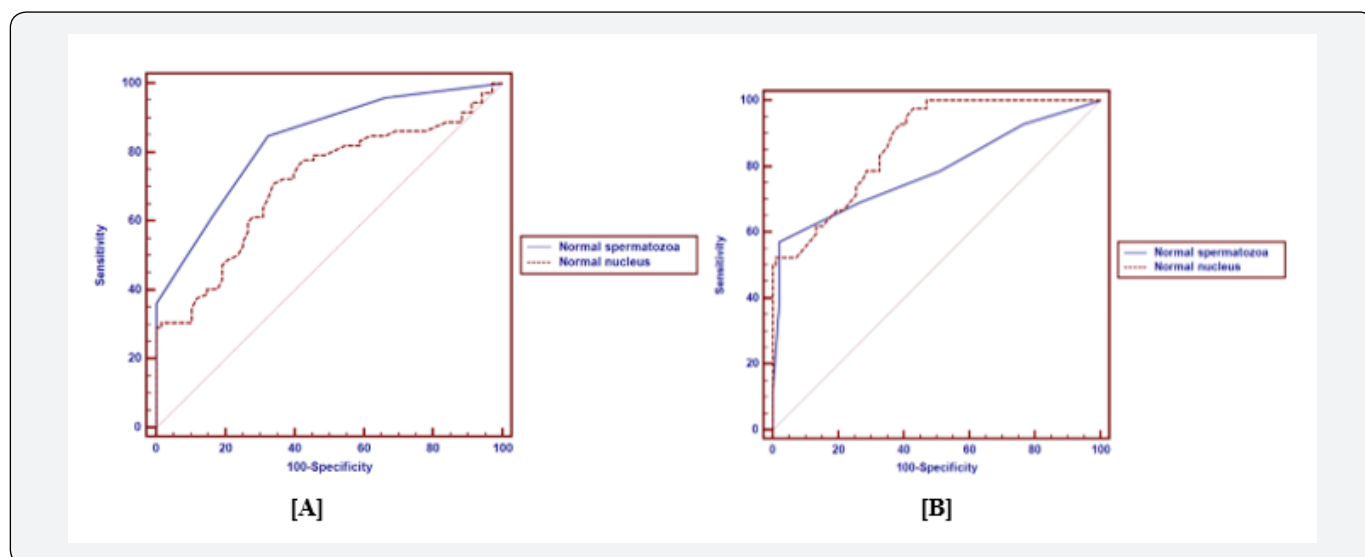 100
80
60
40
20
0
Sensitivity
0 20 40 60 80 100
100-Specificity
Normal spermatozoa
Normal nucleus
[A]
100
80
60
40
20
0
Sensitivity
0 20 40 60 80 100
100-Specificity
Normal spermatozoa
Normal nucleus
[B]